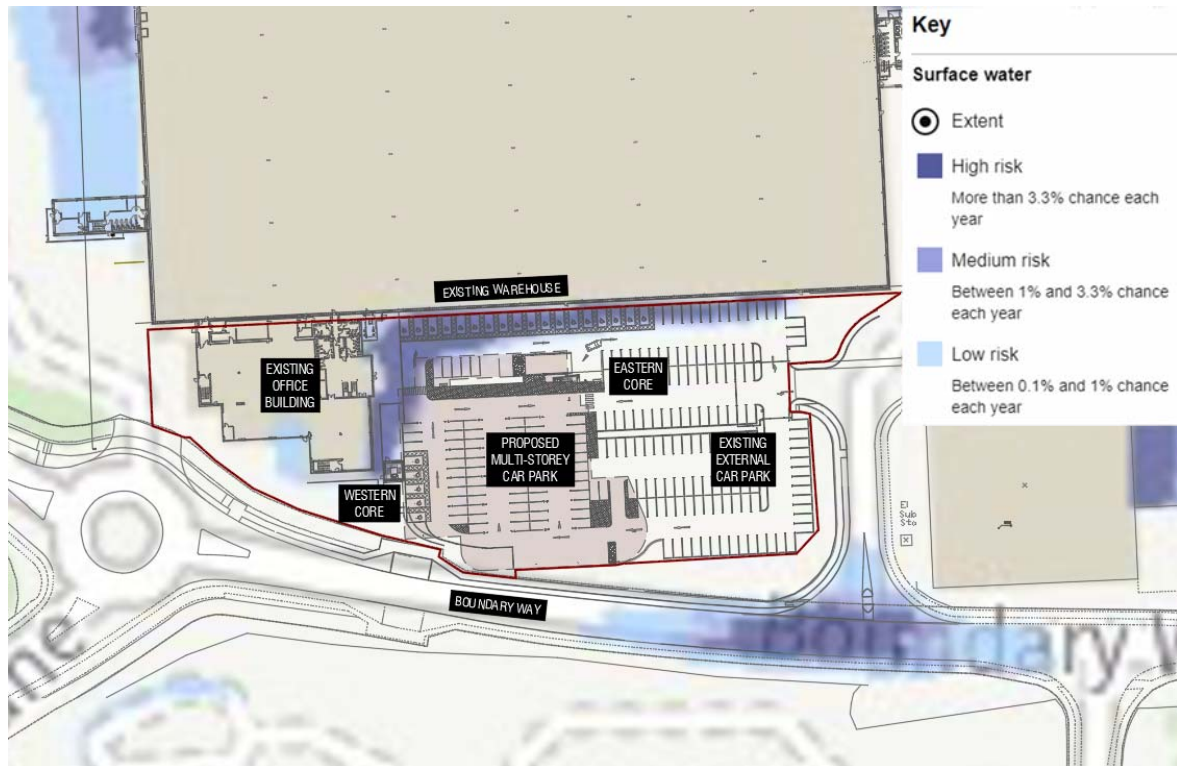 Key
Surface water
Extent
High risk
More than 3.3% chance each
year
Medium risk
Between 1% and 3.3% chance
each year
Low risk
Between 0.1% and 1% chance
each year
EXISTING WAREHOUSE
EXISTING
OFFICE
BUILDING
EASTERN
CORE
PROPOSED
MULTI-STOREY
CAR PARK
EXISTING
EXTERNAL
CAR PARK
WESTERN
CORE
El
Sub
Sta
BOUNDARY WAY